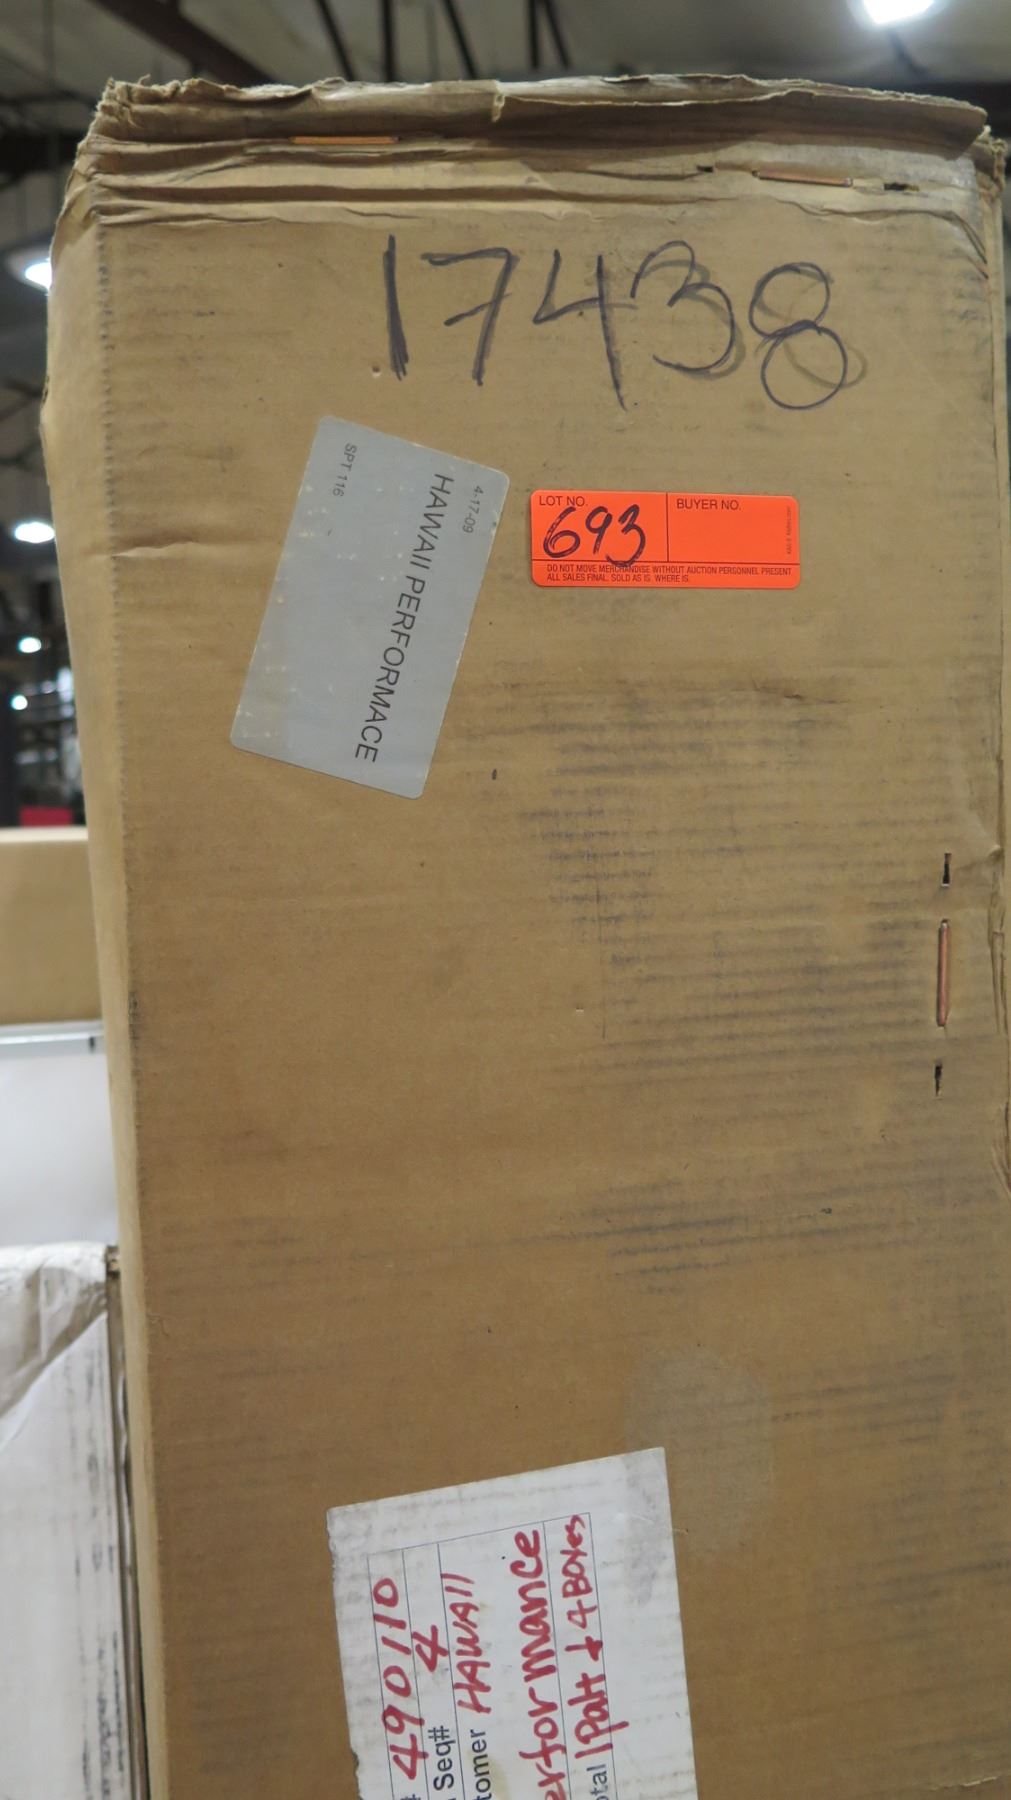 17438
4-17-09
HAWAII PERFORMACE
SPT 116
LOT NO. 693
BUYER NO.
DO NOT MOVE MERCHANDISE WITHOUT AUCTION PERSONNEL PRESENT
ALL SALES FINAL. SOLD AS IS. WHERE IS.
# 490110
Seq# 4
tomer HAWAII
erformance
otal 1 Palt & 4 Boxes